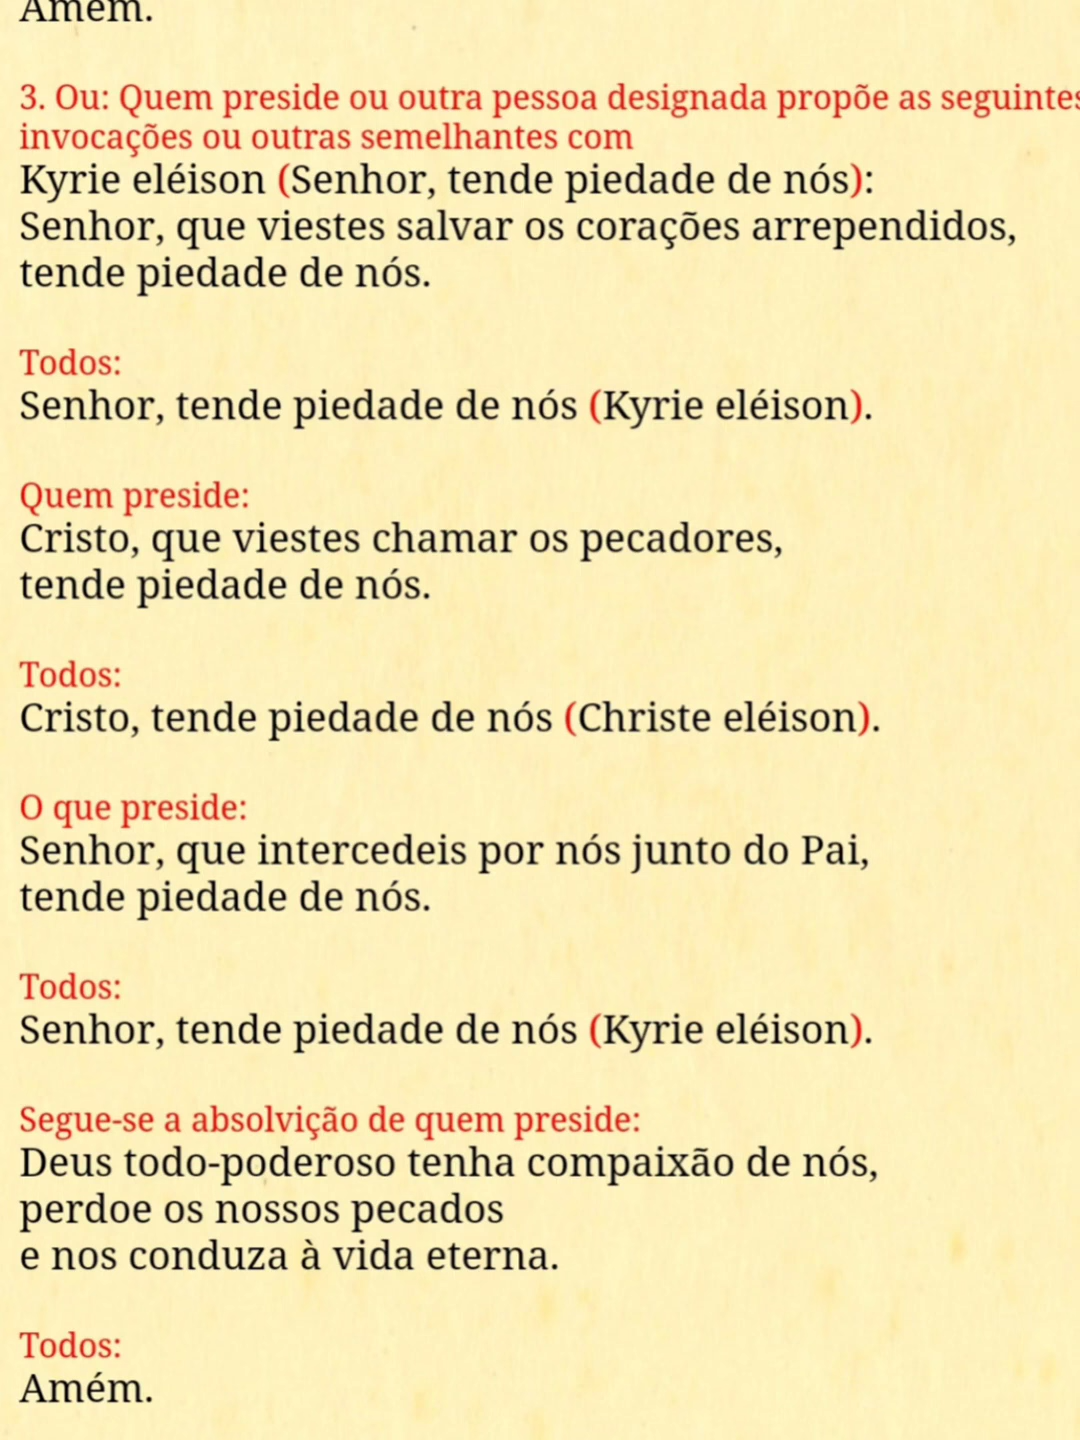 Amém.
3. Ou: Quem preside ou outra pessoa designada propõe as seguintes
invocações ou outras semelhantes com
Kyrie eléison (Senhor, tende piedade de nós):
Senhor, que viestes salvar os corações arrependidos,
tende piedade de nós.
Todos:
Senhor, tende piedade de nós (Kyrie eléison).
Quem preside:
Cristo, que viestes chamar os pecadores,
tende piedade de nós.
Todos:
Cristo, tende piedade de nós (Christe eléison).
O que preside:
Senhor, que intercedeis por nós junto do Pai,
tende piedade de nós.
Todos:
Senhor, tende piedade de nós (Kyrie eléison).
Segue-se a absolvição de quem preside:
Deus todo-poderoso tenha compaixão de nós,
perdoe os nossos pecados
e nos conduza à vida eterna.
Todos:
Amém.